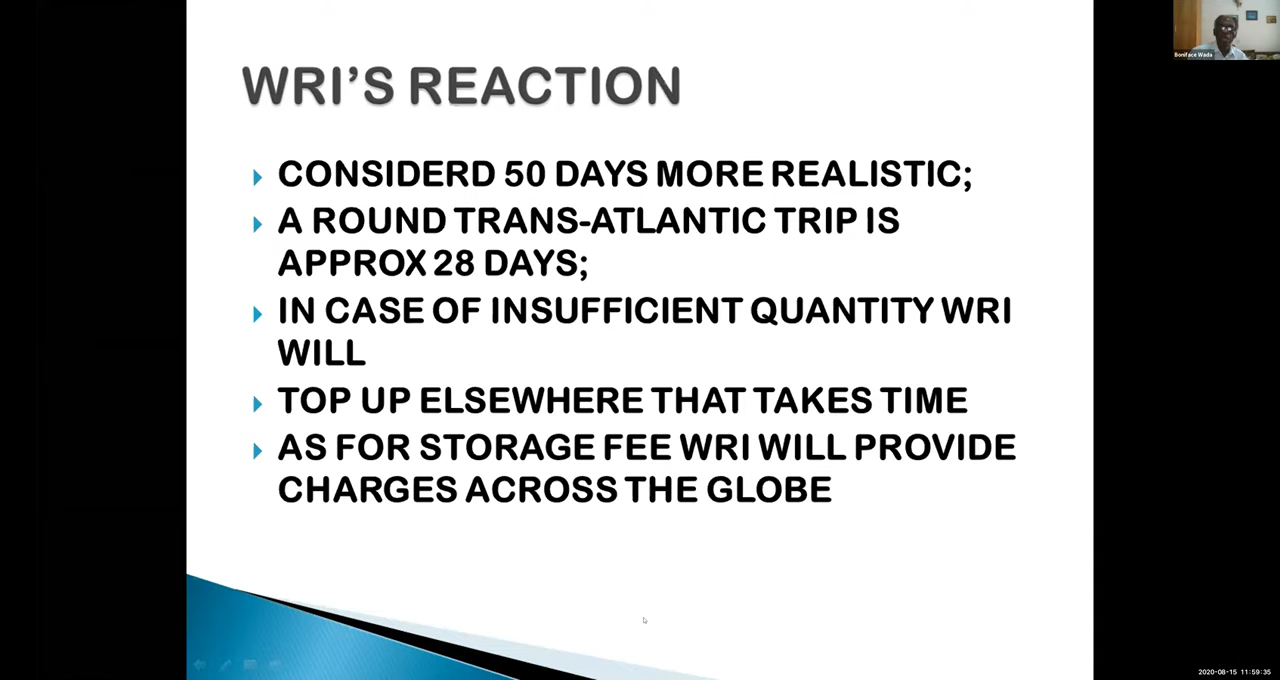 WRI'S REACTION
CONSIDERD 50 DAYS MORE REALISTIC;
A ROUND TRANS-ATLANTIC TRIP IS
APPROX 28 DAYS;
IN CASE OF INSUFFICIENT QUANTITY WRI
WILL
TOP UP ELSEWHERE THAT TAKES TIME
AS FOR STORAGE FEE WRI WILL PROVIDE
CHARGES ACROSS THE GLOBE
Boniface Wada
2020-08-15 11:59:35